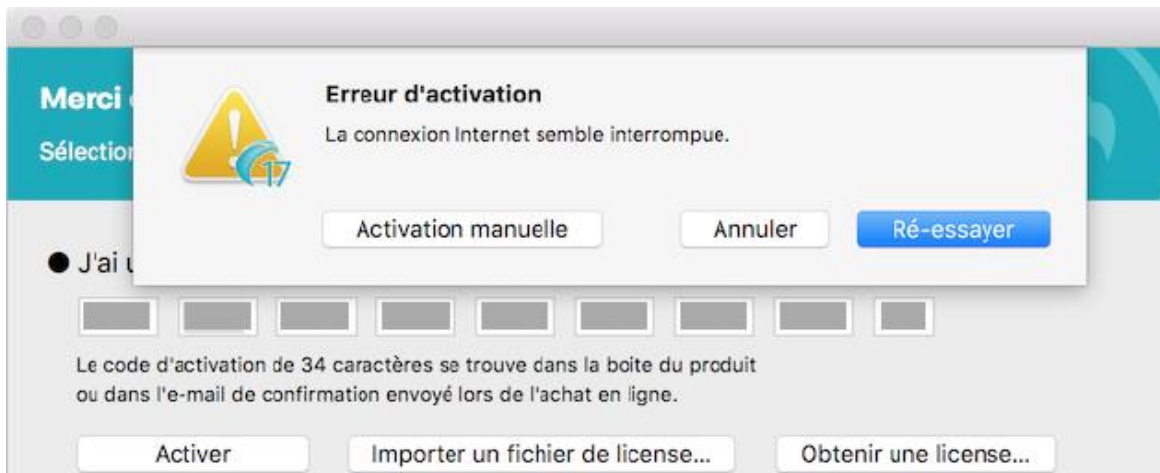 Erreur d'activation
La connexion Internet semble interrompue.
17
Activation manuelle Annuler Ré-essayer
Merci
Sélection
J'ai u
Le code d'activation de 34 caractères se trouve dans la boite du produit
ou dans l'e-mail de confirmation envoyé lors de l'achat en ligne.
Activer Importer un fichier de license... Obtenir une license...